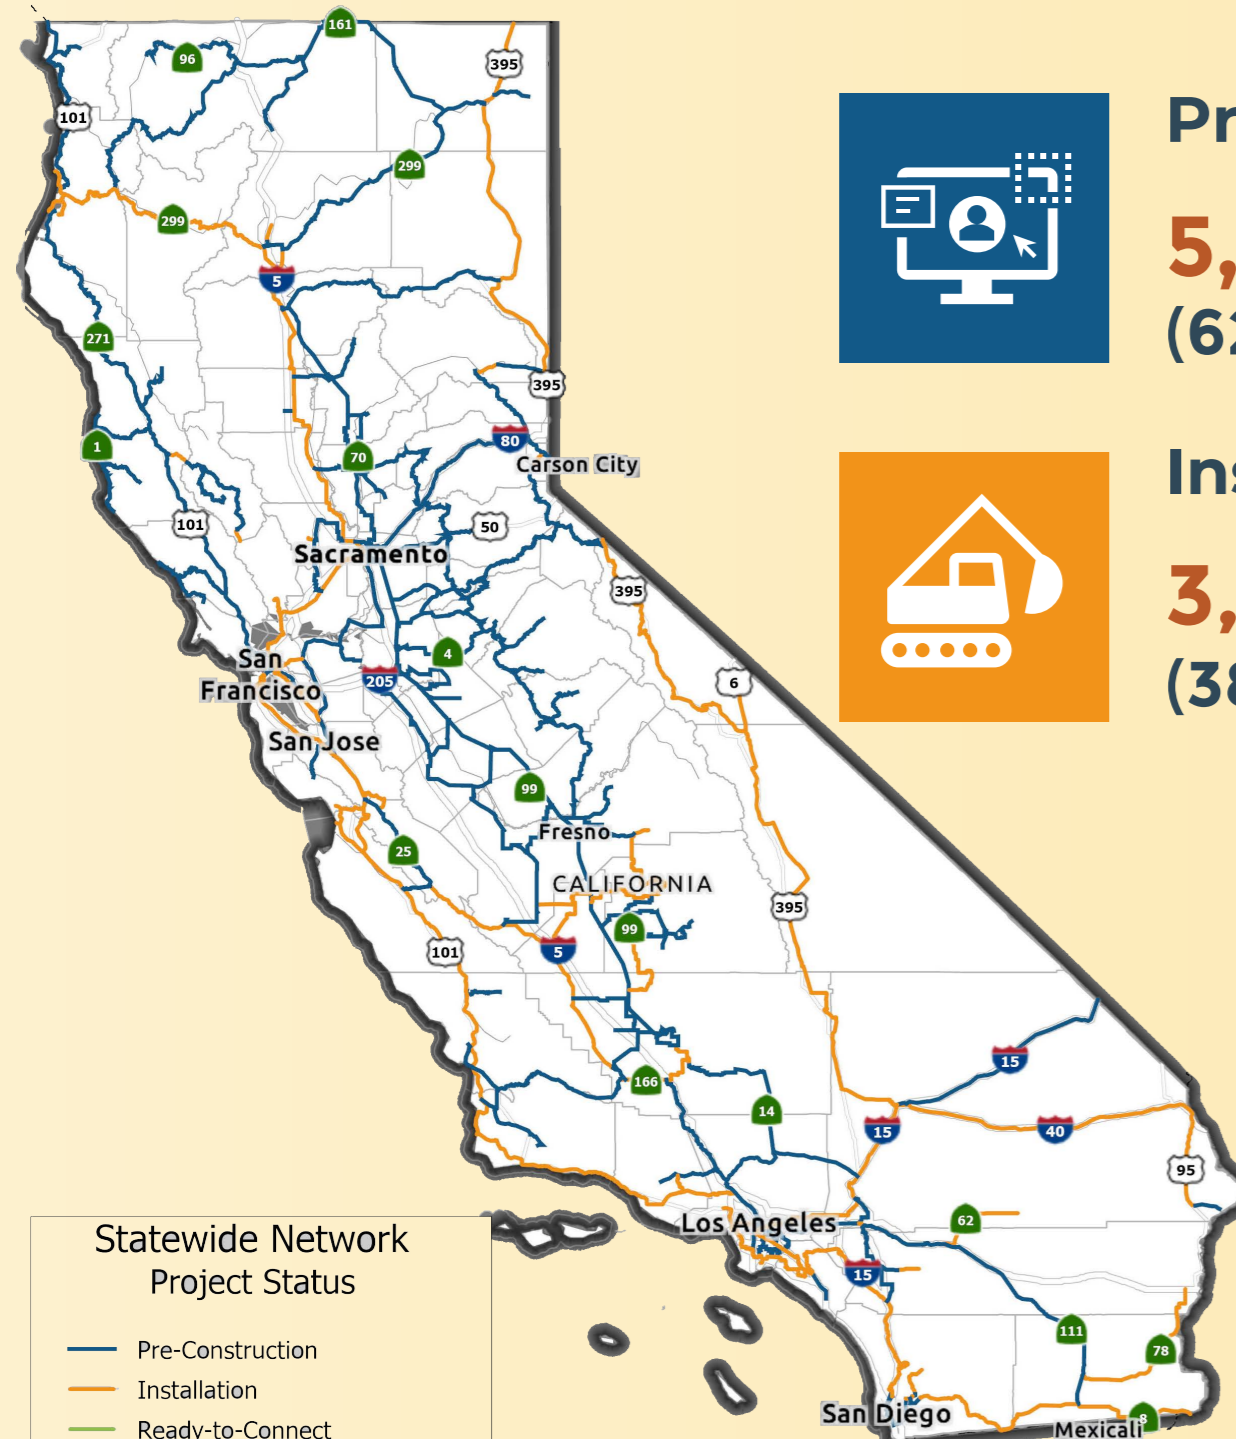 161
96
395
101
299
299
5
271
395
1
80
70
Carson City
101
50
Sacramento
395
4
San
Francisco
205
6
San Jose
99
Fresno
25
CALIFORNIA
395
99
101
5
15
166
14
15
40
95
62
Los Angeles
15
111
78
San Diego
8
Mexicali
Pr
5,
(62
Ins
3,
(38
Statewide Network
Project Status
Pre-Construction
Installation
Ready-to-Connect